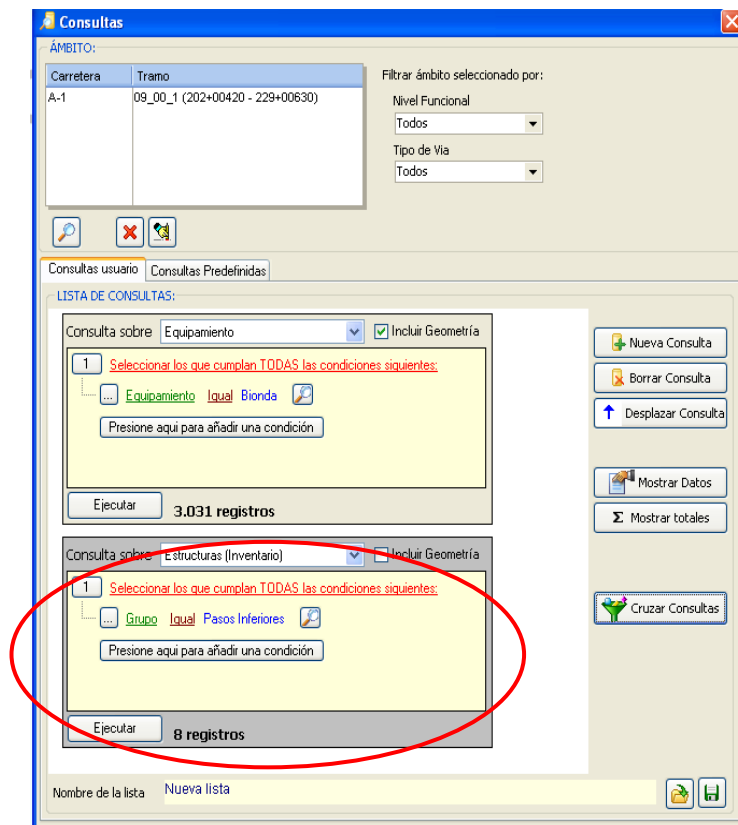 Consultas
ÁMBITO:
Carretera Tramo
A-1 09_00_1 (202+00420 - 229+00630)
Filtrar ámbito seleccionado por:
Nivel Funcional
Todos
Tipo de Via
Todos
Consultas usuario Consultas Predefinidas
LISTA DE CONSULTAS:
Consulta sobre Equipamiento Incluir Geometría
1 Seleccionar los que cumplan TODAS las condiciones siguientes:
... Equipamiento Igual Bionda
Presione aqui para añadir una condición
Ejecutar 3.031 registros
Consulta sobre Estructuras (Inventario) Incluir Geometría
1 Seleccionar los que cumplan TODAS las condiciones siguientes:
... Grupo Igual Pasos Inferiores
Presione aqui para añadir una condición
Ejecutar 8 registros
Nueva Consulta
Borrar Consulta
Desplazar Consulta
Mostrar Datos
Σ Mostrar totales
Cruzar Consultas
Nombre de la lista Nueva lista